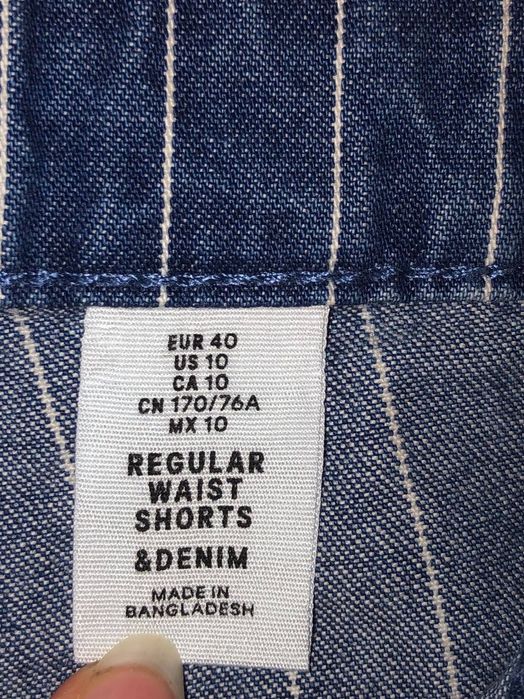 EUR 40
US 10
CA 10
CN 170/76A
MX 10
REGULAR
WAIST
SHORTS
&DENIM
MADE IN
BANGLADESH